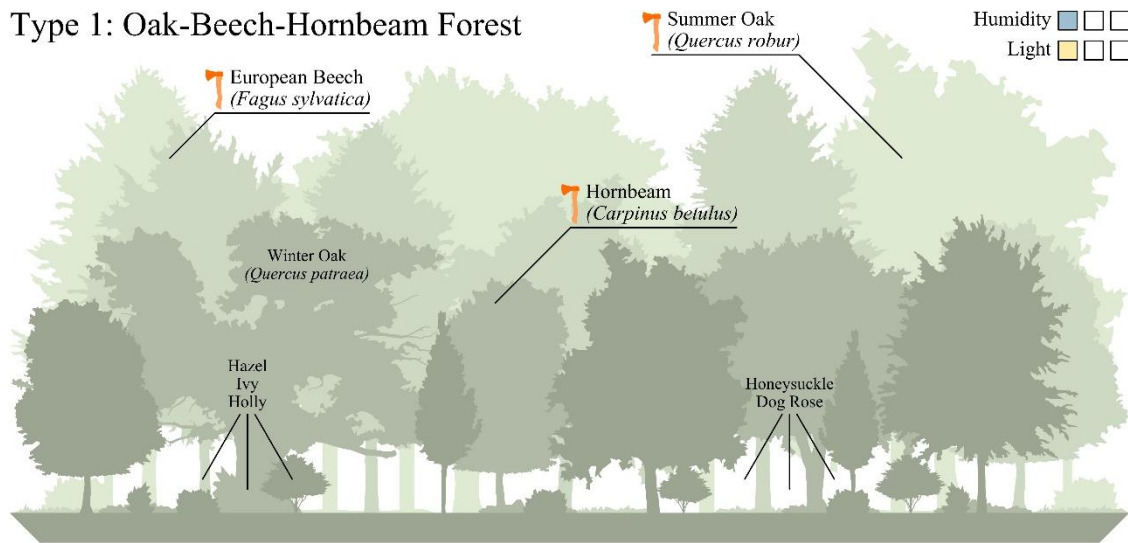 Type 1: Oak-Beech-Hornbeam Forest
Summer Oak
(Quercus robur)
Humidity
Light
European Beech
(Fagus sylvatica)
Hornbeam
(Carpinus betulus)
Winter Oak
(Quercus patraea)
Hazel
Ivy
Holly
Honeysuckle
Dog Rose